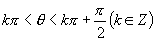 kπ < θ < kπ + π/2 (k ∈ Z)